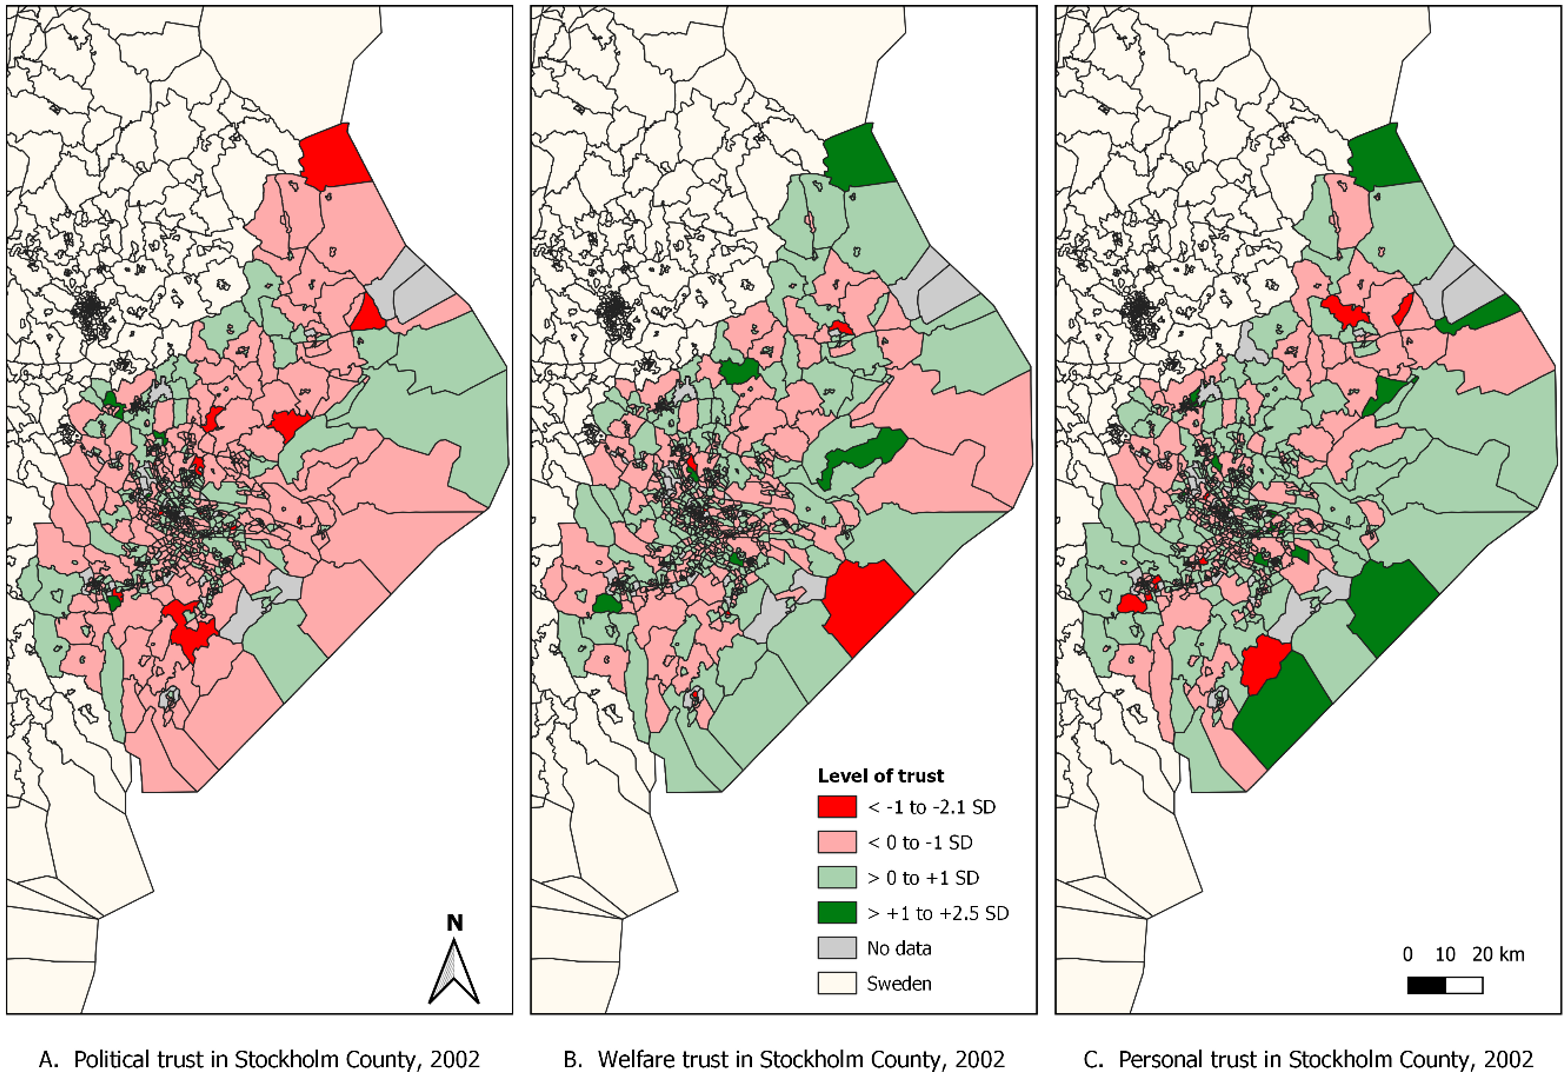 Level of trust
< -1 to -2.1 SD
< 0 to -1 SD
> 0 to +1 SD
> +1 to +2.5 SD
No data
Sweden
N
0 10 20 km
A. Political trust in Stockholm County, 2002
B. Welfare trust in Stockholm County, 2002
C. Personal trust in Stockholm County, 2002